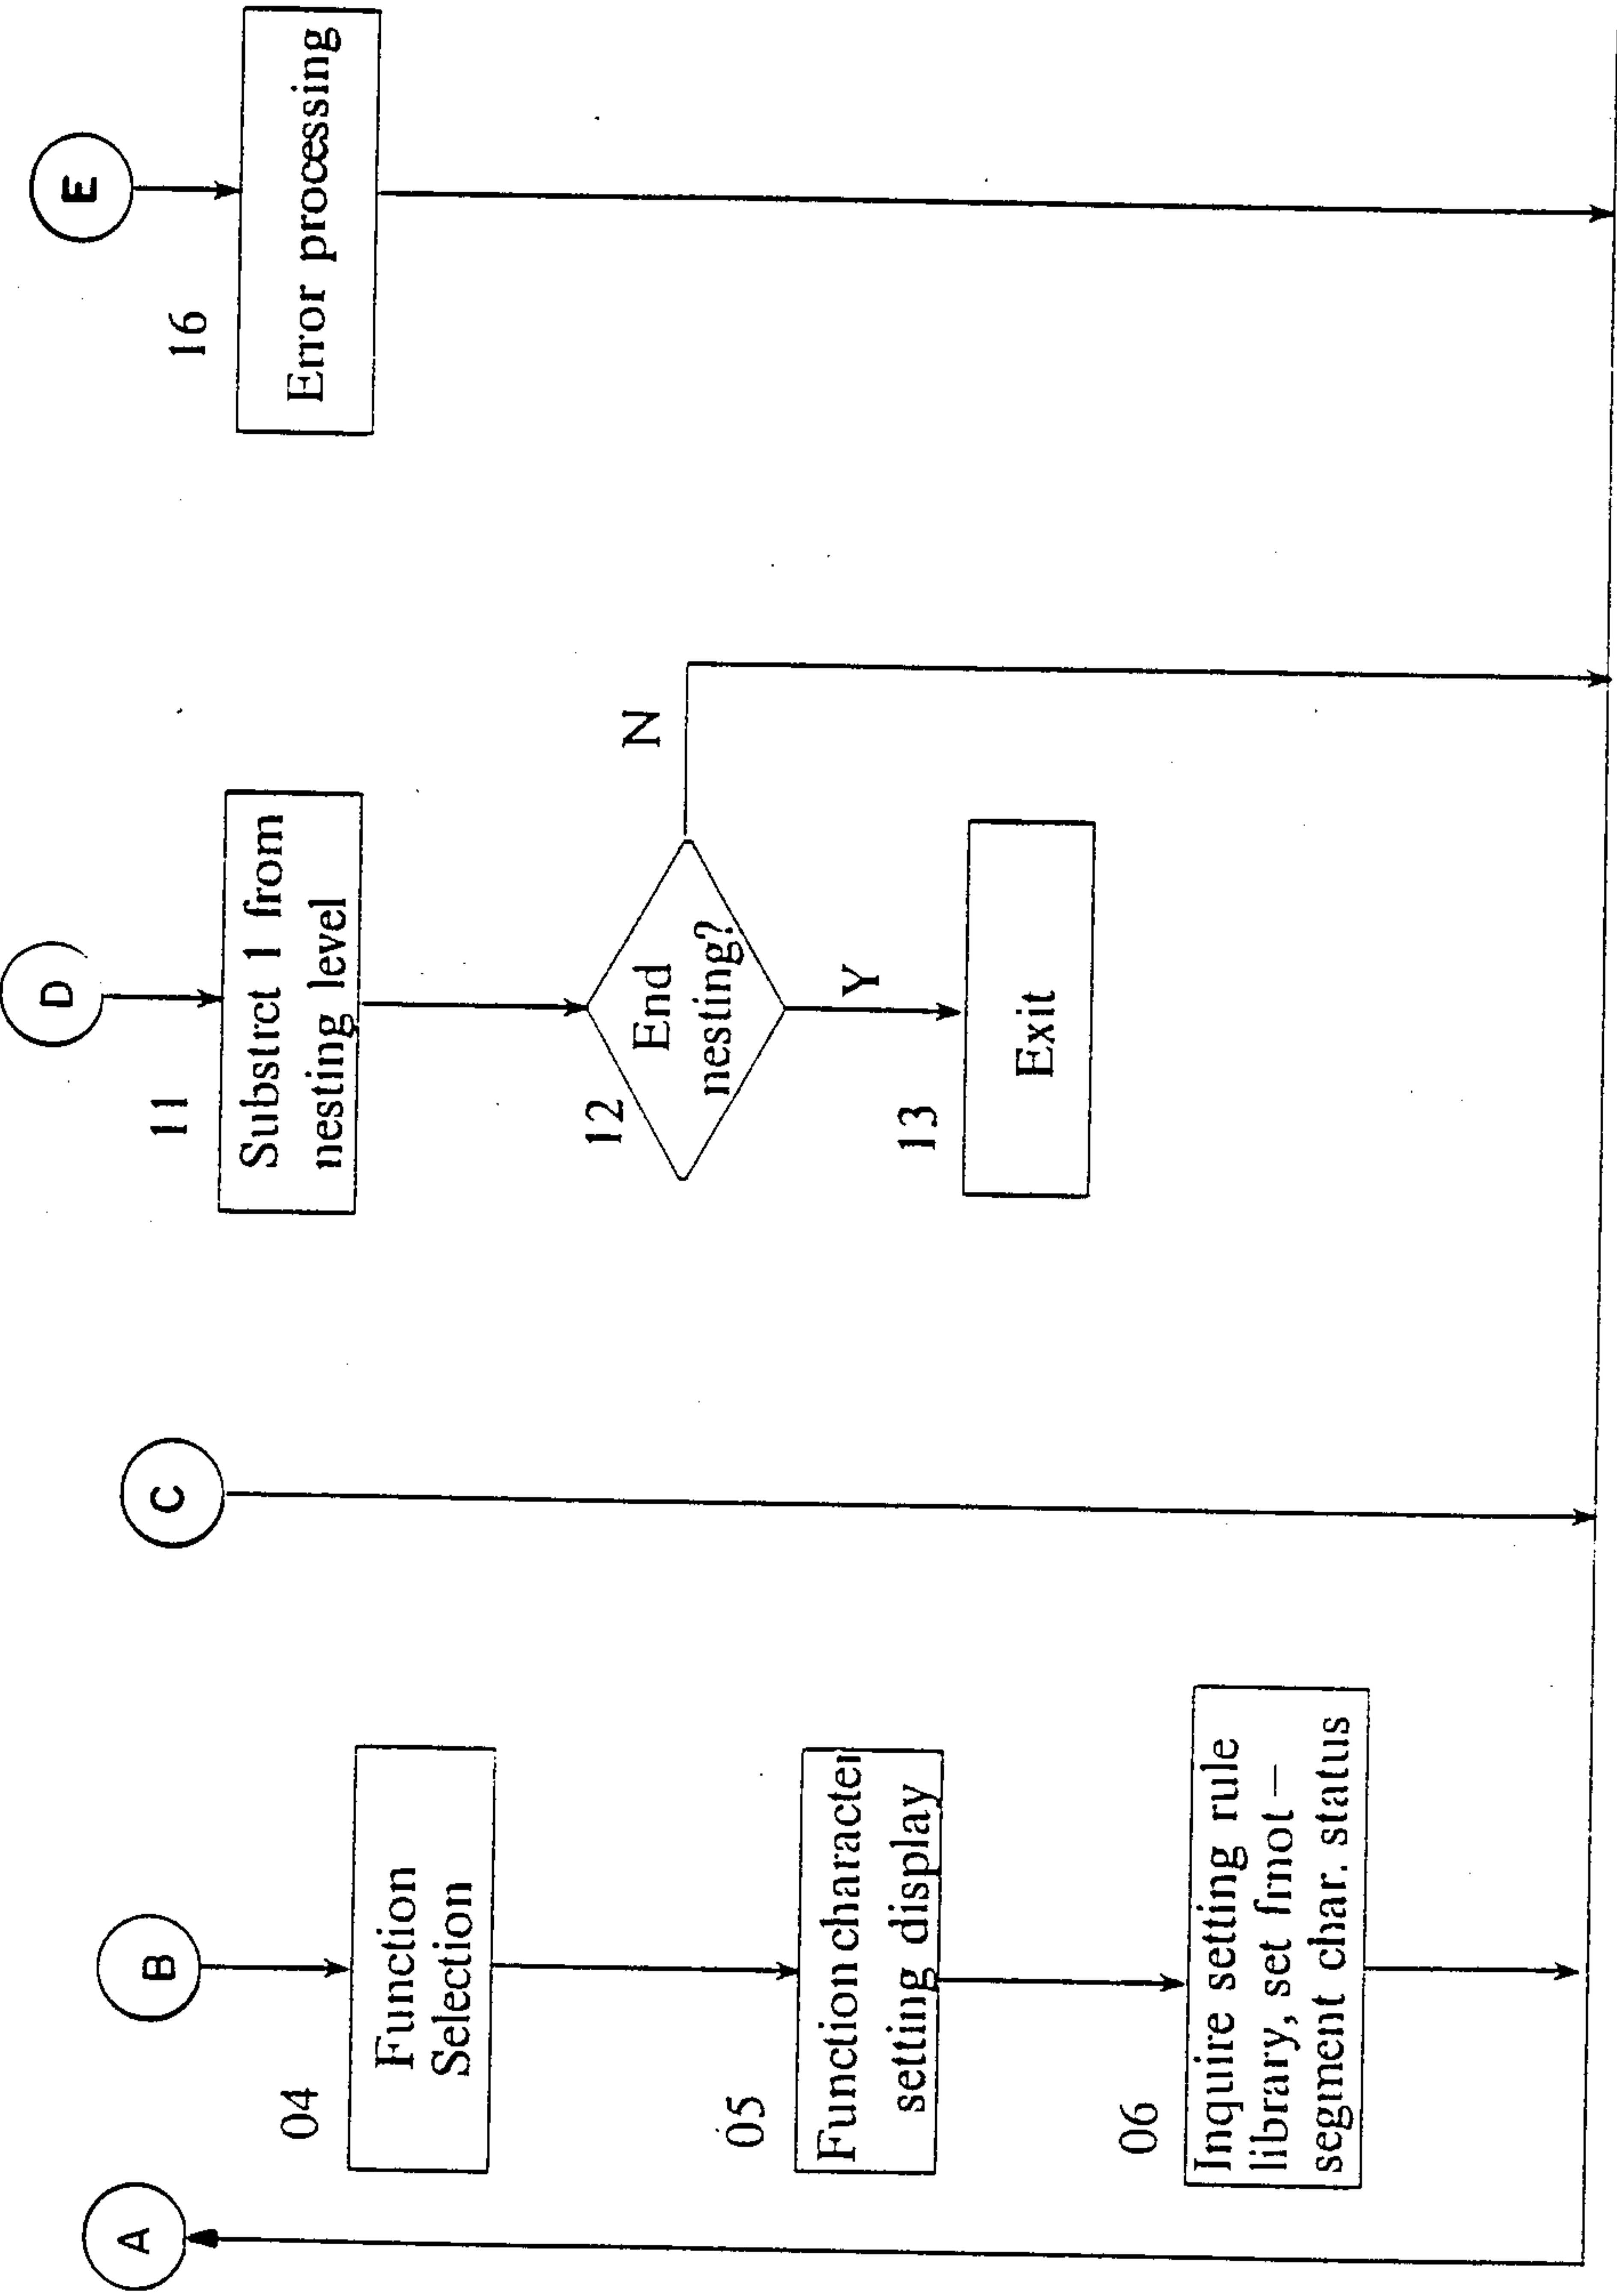 A
B
04
Function
Selection
05
Function character
setting display
06
Inquire setting rule
library, set fmot–
segment char. status
C
D
11
Substrct 1 from
nesting level
12
End
nesting?
N
Y
13
Exit
E
16
Error processing